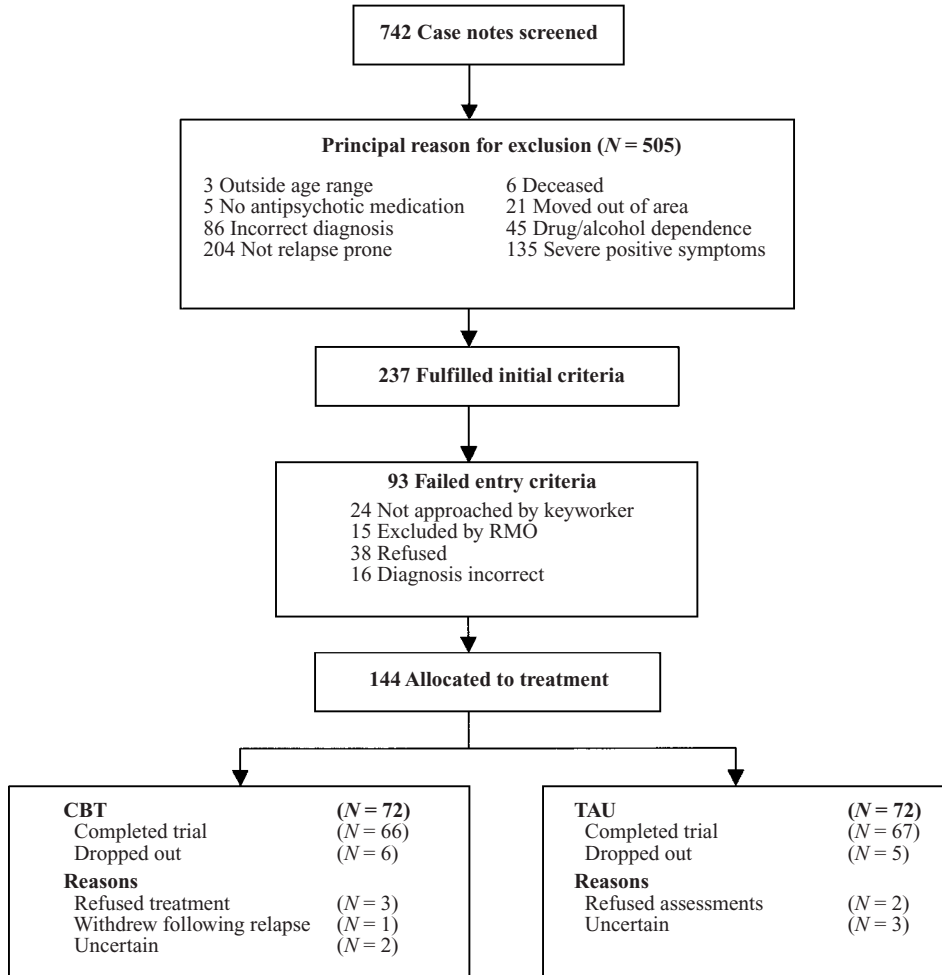 742 Case notes screened
Principal reason for exclusion (N = 505)
3 Outside age range
5 No antipsychotic medication
86 Incorrect diagnosis
204 Not relapse prone
6 Deceased
21 Moved out of area
45 Drug/alcohol dependence
135 Severe positive symptoms
237 Fulfilled initial criteria
93 Failed entry criteria
24 Not approached by keyworker
15 Excluded by RMO
38 Refused
16 Diagnosis incorrect
144 Allocated to treatment
CBT (N = 72)
Completed trial (N = 66)
Dropped out (N = 6)
Reasons
Refused treatment (N = 3)
Withdrew following relapse (N = 1)
Uncertain (N = 2)
TAU (N = 72)
Completed trial (N = 67)
Dropped out (N = 5)
Reasons
Refused assessments (N = 2)
Uncertain (N = 3)